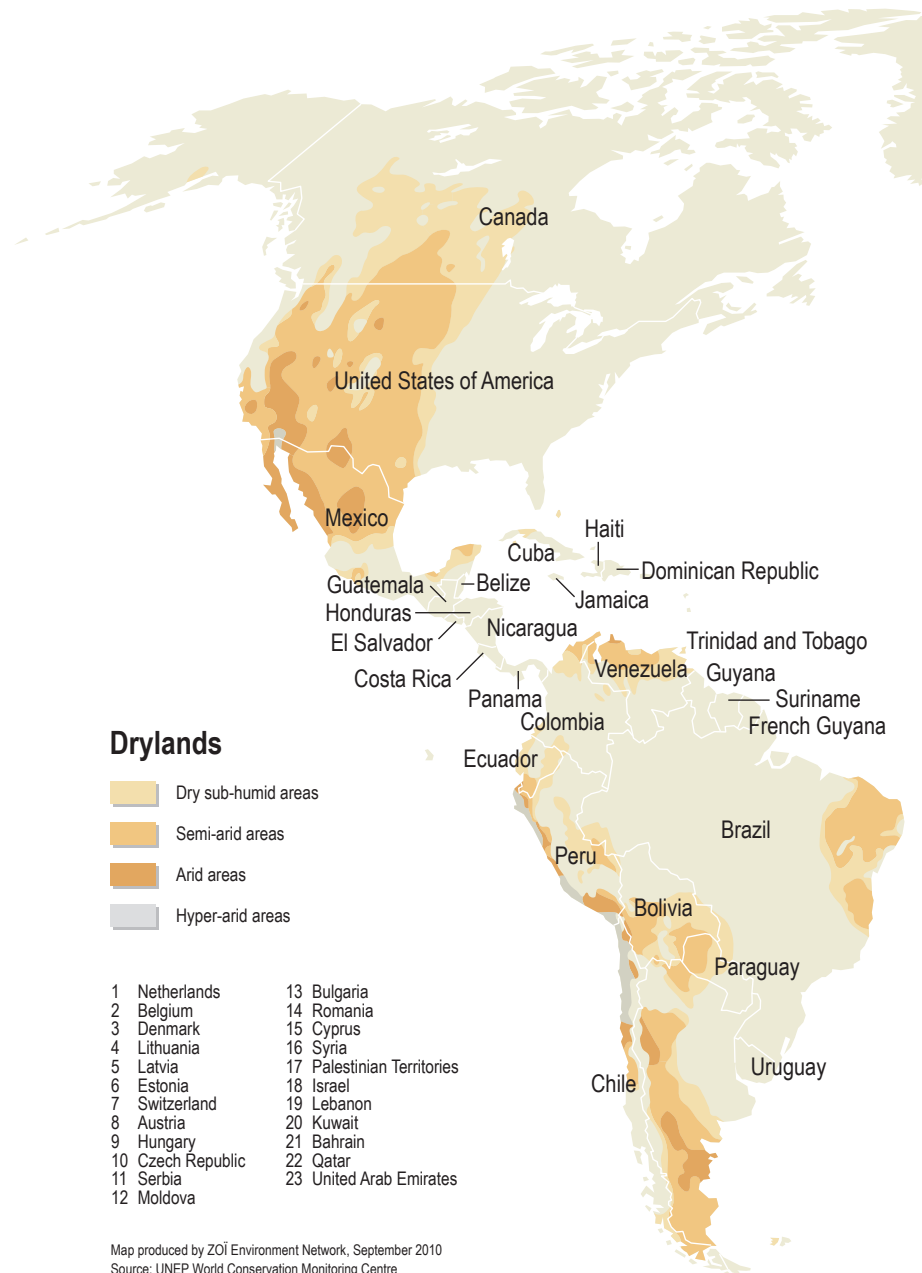 Canada
United States of America
Mexico
Haiti
Cuba
Dominican Republic
Guatemala
Belize
Jamaica
Honduras
Nicaragua
El Salvador
Trinidad and Tobago
Venezuela
Guyana
Costa Rica
Panama
Suriname
Colombia
French Guyana
Ecuador
Brazil
Peru
Bolivia
Paraguay
Uruguay
Chile
Drylands
Dry sub-humid areas
Semi-arid areas
Arid areas
Hyper-arid areas
1 Netherlands
2 Belgium
3 Denmark
4 Lithuania
5 Latvia
6 Estonia
7 Switzerland
8 Austria
9 Hungary
10 Czech Republic
11 Serbia
12 Moldova
13 Bulgaria
14 Romania
15 Cyprus
16 Syria
17 Palestinian Territories
18 Israel
19 Lebanon
20 Kuwait
21 Bahrain
22 Qatar
23 United Arab Emirates
Map produced by ZOÏ Environment Network, September 2010
Source: UNEP World Conservation Monitoring Centre